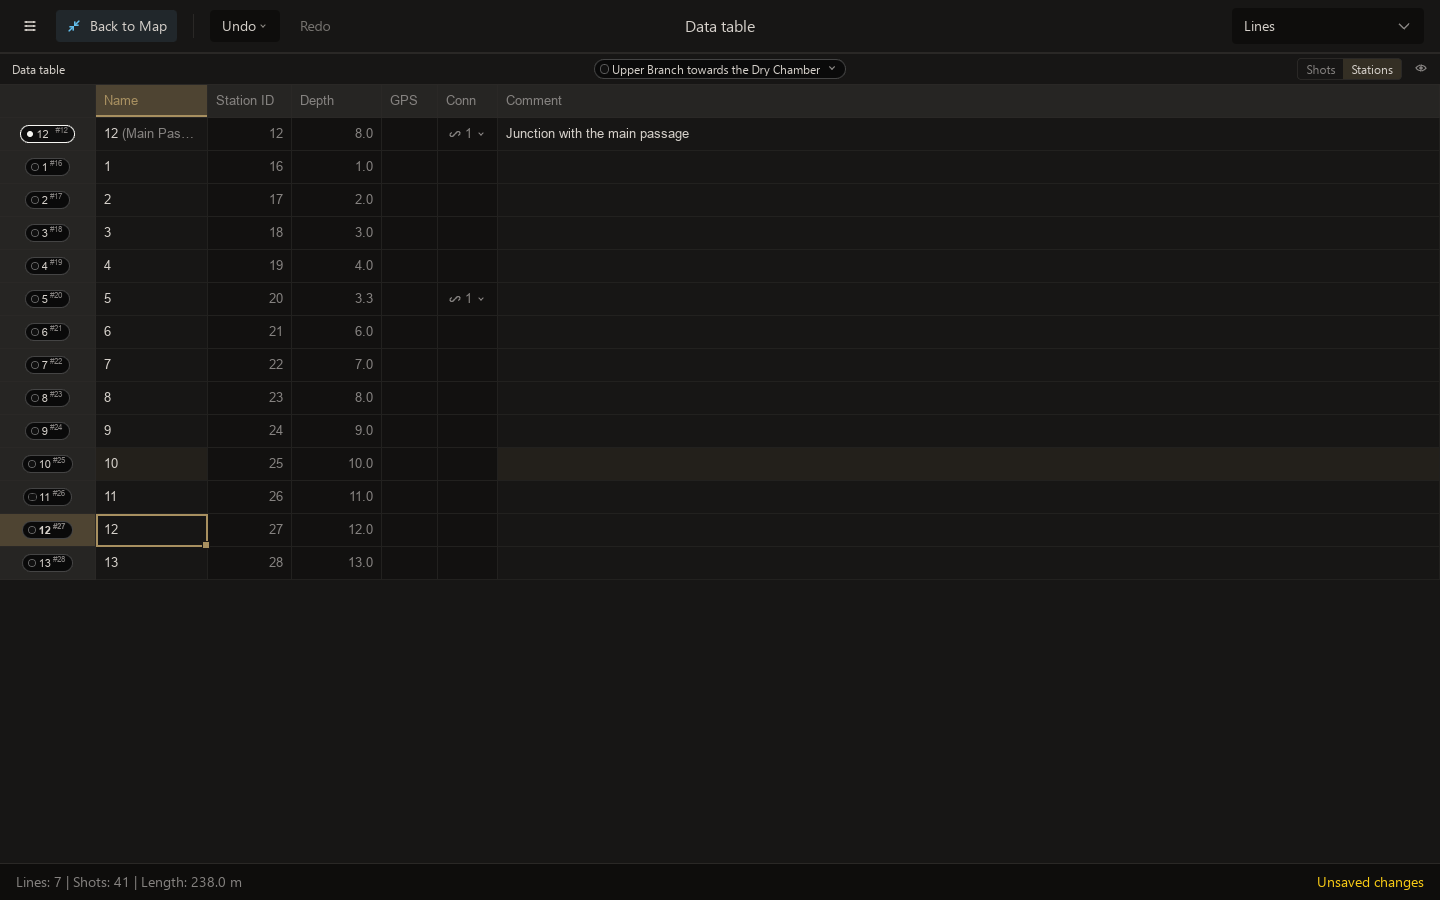 Back to Map Undo Redo Data table Lines
Data table Upper Branch towards the Dry Chamber Shots Stations
Name Station ID Depth GPS Conn Comment
12 #12 12 (Main Pas... 12 8.0 1 Junction with the main passage
1 #16 1 16 1.0
2 #17 2 17 2.0
3 #18 3 18 3.0
4 #19 4 19 4.0
5 #20 5 20 3.3 1
6 #21 6 21 6.0
7 #22 7 22 7.0
8 #23 8 23 8.0
9 #24 9 24 9.0
10 #25 10 25 10.0
11 #26 11 26 11.0
12 #27 12 27 12.0
13 #28 13 28 13.0
Lines: 7 | Shots: 41 | Length: 238.0 m Unsaved changes